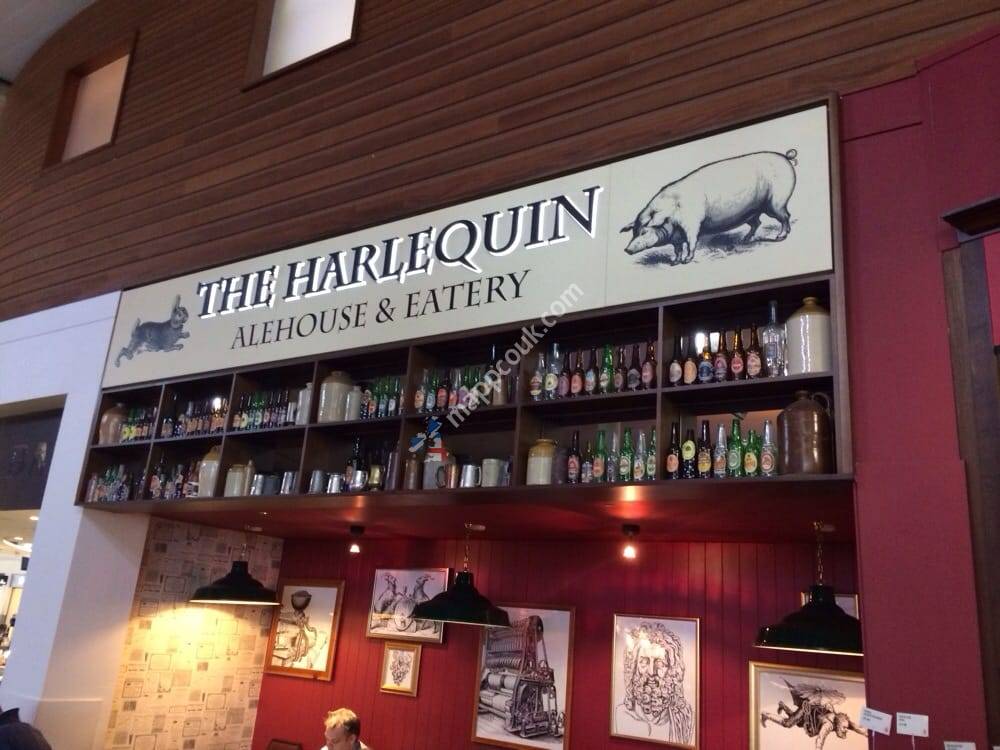 THE HARLEQUIN
ALEHOUSE & EATERY
mappcouk.com